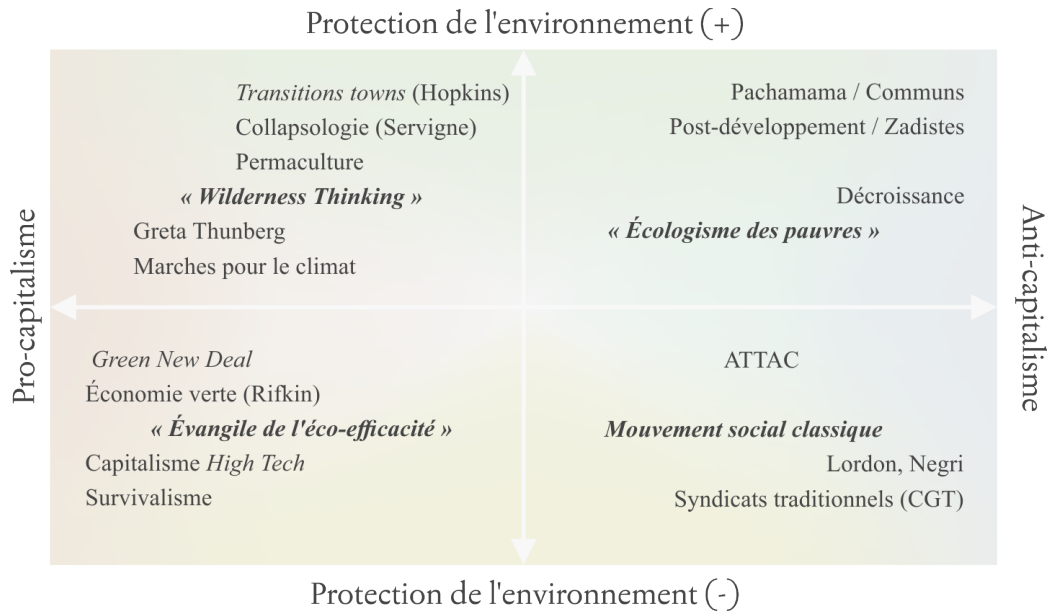 Protection de l'environnement (+)
Transitions towns (Hopkins)
Collapsologie (Servigne)
Permaculture
« Wilderness Thinking »
Greta Thunberg
Marches pour le climat
Pachamama / Communs
Post-développement / Zadistes
Décroissance
« Écologisme des pauvres »
Pro-capitalisme
Anti-capitalisme
Green New Deal
Économie verte (Rifkin)
« Évangile de l'éco-efficacité »
Capitalisme High Tech
Survivalisme
ATTAC
Mouvement social classique
Lordon, Negri
Syndicats traditionnels (CGT)
Protection de l'environnement (-)